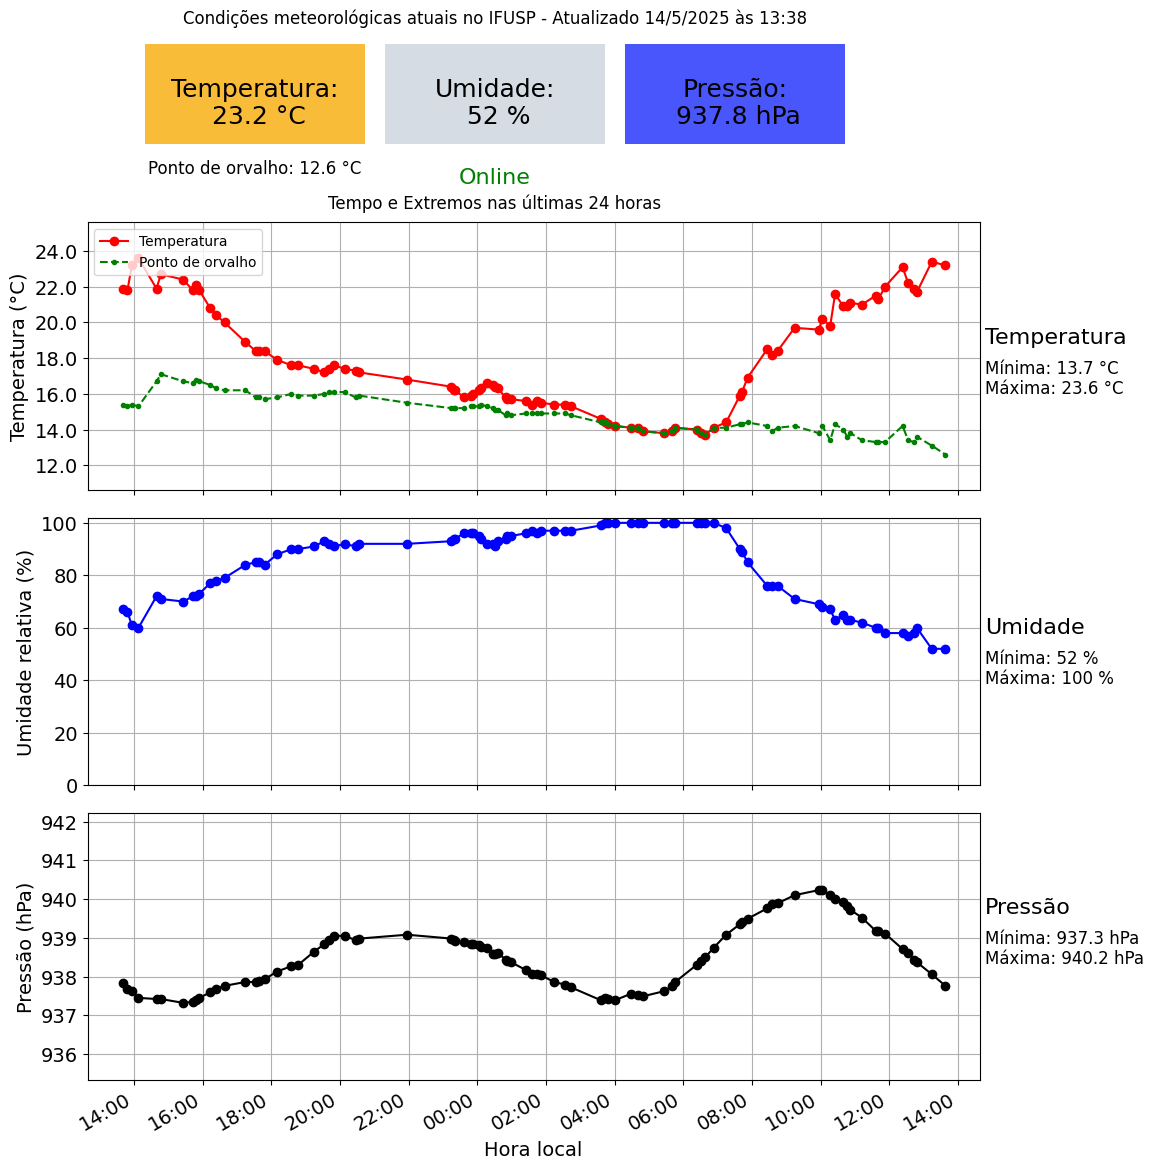 Condições meteorológicas atuais no IFUSP - Atualizado 14/5/2025 às 13:38
Temperatura:
23.2 °C
Umidade:
52 %
Pressão:
937.8 hPa
Ponto de orvalho: 12.6 °C
Online
Tempo e Extremos nas últimas 24 horas
Temperatura (°C)
24.0
22.0
20.0
18.0
16.0
14.0
12.0
Temperatura
Ponto de orvalho
Temperatura
Mínima: 13.7 °C
Máxima: 23.6 °C
Umidade relativa (%)
100
80
60
40
20
0
Umidade
Mínima: 52 %
Máxima: 100 %
Pressão (hPa)
942
941
940
939
938
937
936
Pressão
Mínima: 937.3 hPa
Máxima: 940.2 hPa
14:00
16:00
18:00
20:00
22:00
00:00
02:00
04:00
06:00
08:00
10:00
12:00
14:00
Hora local